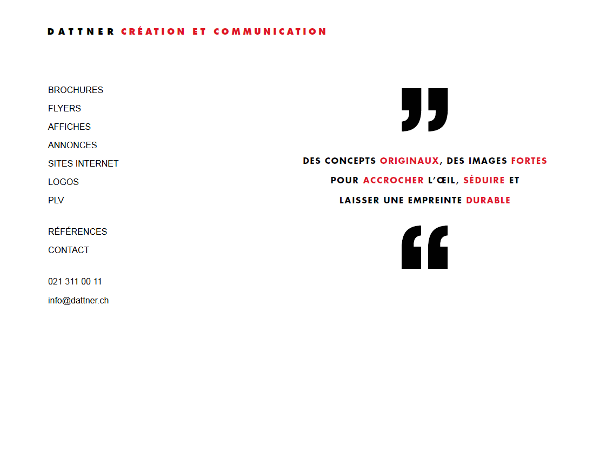 DATTNER CRÉATION ET COMMUNICATION
BROCHURES
FLYERS
AFFICHES
ANNONCES
SITES INTERNET
LOGOS
PLV
RÉFÉRENCES
CONTACT
021 311 00 11
info@dattner.ch
”
DES CONCEPTS ORIGINAUX, DES IMAGES FORTES
POUR ACCROCHER L’ŒIL, SÉDUIRE ET
LAISSER UNE EMPREINTE DURABLE
“